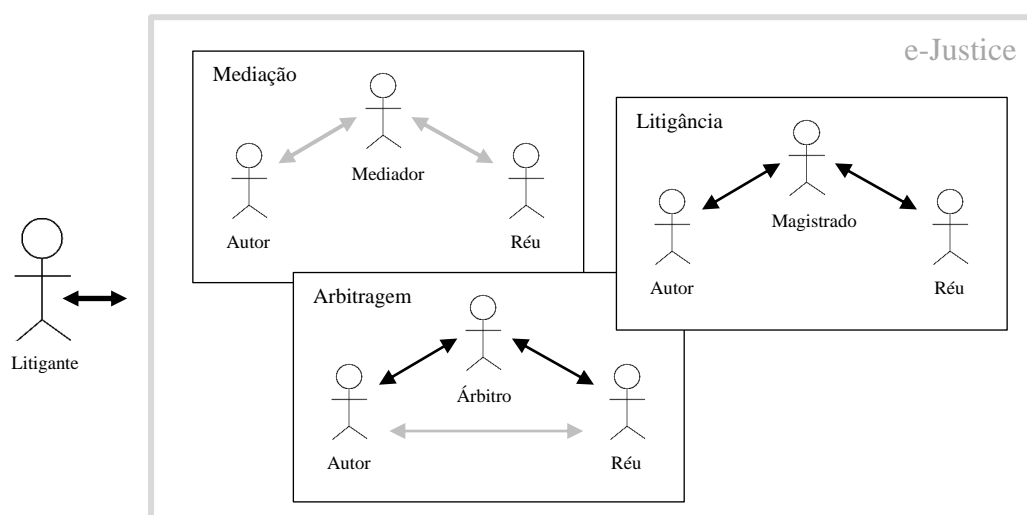 e-Justice
Mediação
Mediador
Autor
Réu
Litigância
Magistrado
Autor
Réu
Litigante
Arbitragem
Árbitro
Autor
Réu